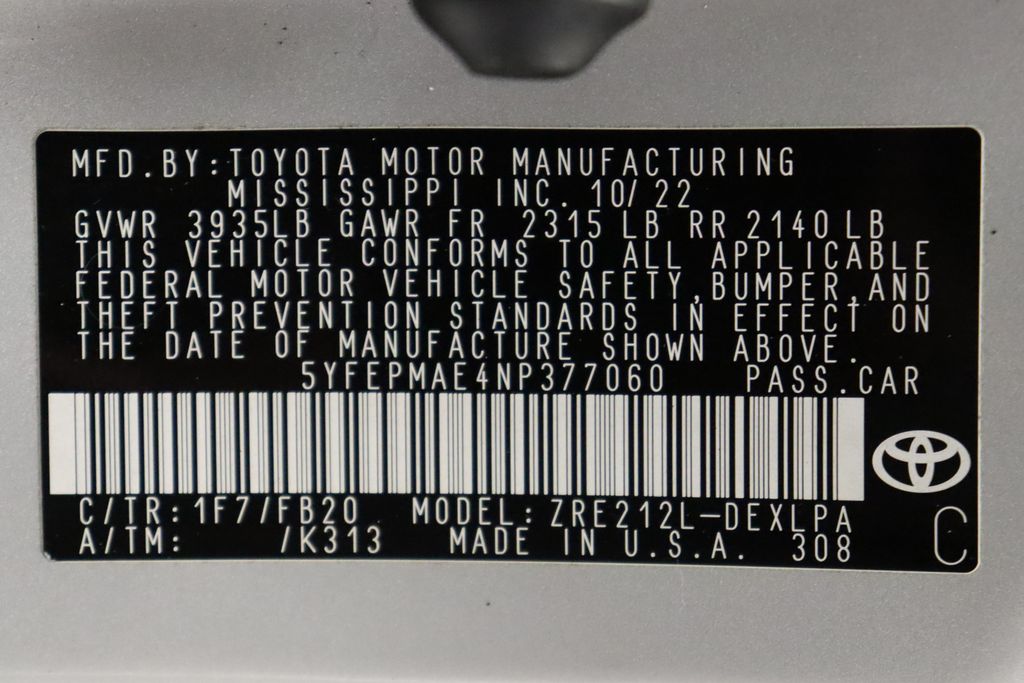 MFD.BY:TOYOTA MOTOR MANUFACTURING
MISSISSIPPI INC. 10/22
GVWR 3935LB GAWR FR 2315 LB RR 2140 LB
THIS VEHICLE CONFORMS TO ALL APPLICABLE
FEDERAL MOTOR VEHICLE SAFETY,BUMPER,AND
THEFT PREVENTION STANDARDS IN EFFECT ON
THE DATE OF MANUFACTURE SHOWN ABOVE.
5YFEPMAE4NP377060 PASS.CAR
C/TR: 1F7/FB20 MODEL: ZRE212L-DEXLPA
A/TM: /K313 MADE IN U.S.A. 308 C